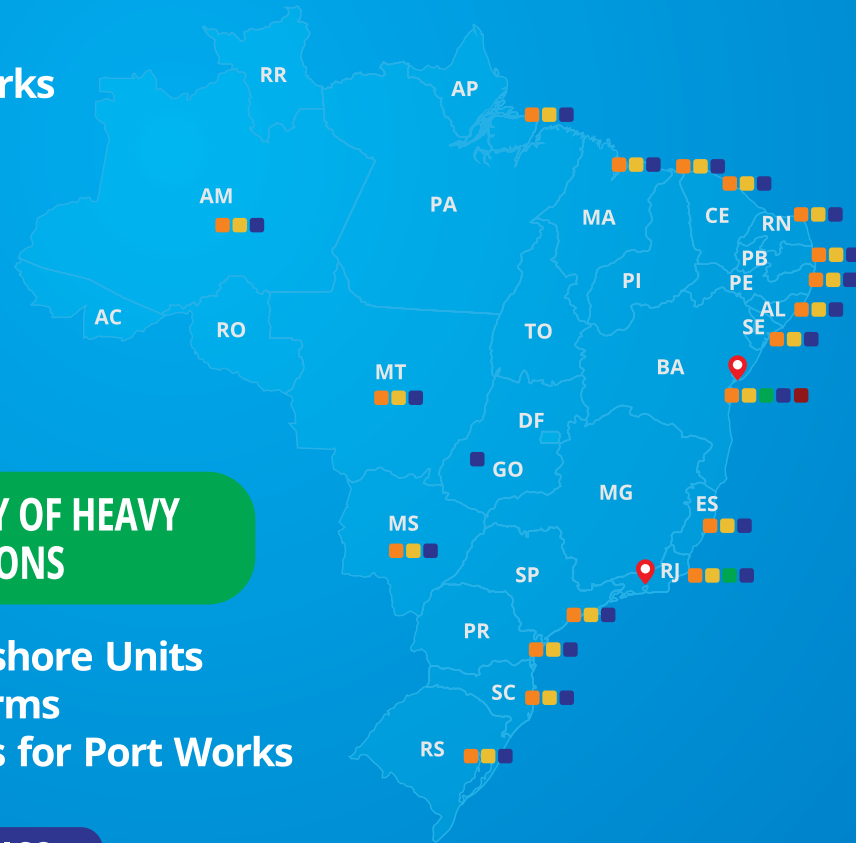 RR
AP
rks
AM
PA
MA
CE
RN
PB
PE
PI
AL
SE
AC
RO
TO
BA
MT
DF
GO
MG
ES
Y OF HEAVY
ONS
MS
SP
RJ
PR
shore Units
SC
rms
RS
s for Port Works